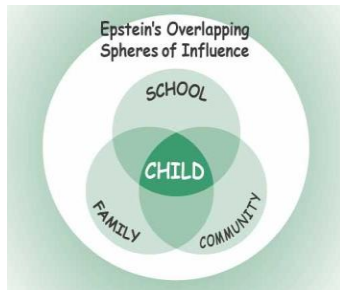 Epstein's Overlapping
Spheres of Influence
SCHOOL
CHILD
FAMILY
COMMUNITY